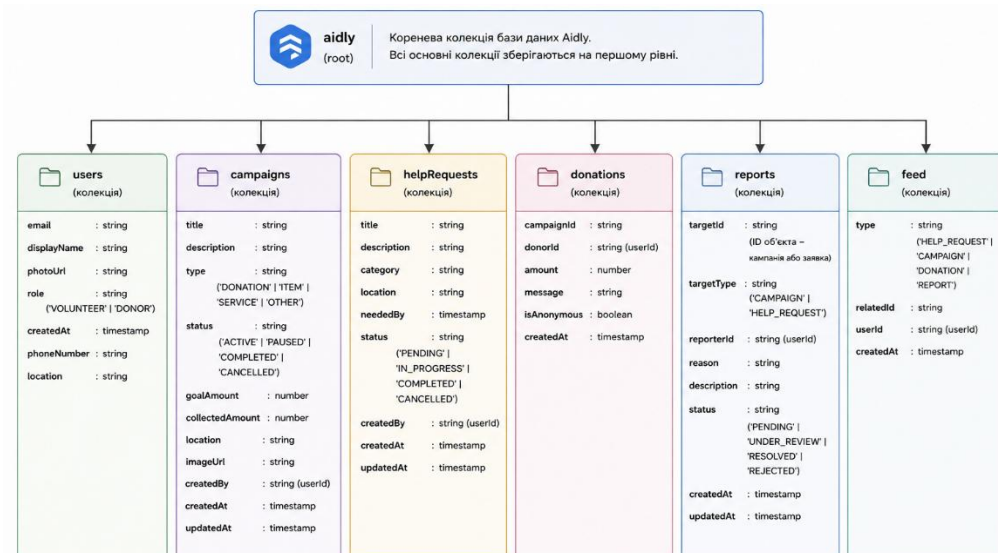 aidly
(root)
Коренева колекція бази даних Aidly.
Всі основні колекції зберігаються на першому рівні.
users
(колекція)
email : string
displayName : string
photoUrl : string
role : string
('VOLUNTEER' | 'DONOR')
createdAt : timestamp
phoneNumber : string
location : string
campaigns
(колекція)
title : string
description : string
type : string
('DONATION' | 'ITEM' |
'SERVICE' | 'OTHER')
status : string
('ACTIVE' | 'PAUSED' |
'COMPLETED' |
'CANCELLED')
goalAmount : number
collectedAmount : number
location : string
imageUrl : string
createdBy : string (userId)
createdAt : timestamp
updatedAt : timestamp
helpRequests
(колекція)
title : string
description : string
category : string
location : string
neededBy : timestamp
status : string
('PENDING' |
'IN_PROGRESS' |
'COMPLETED' |
'CANCELLED')
createdBy : string (userId)
createdAt : timestamp
updatedAt : timestamp
donations
(колекція)
campaignId : string
donorId : string (userId)
amount : number
message : string
isAnonymous : boolean
createdAt : timestamp
reports
(колекція)
targetId : string
(ID об'єкта –
кампанія або заявка)
targetType : string
('CAMPAIGN' |
'HELP_REQUEST')
reporterId : string (userId)
reason : string
description : string
status : string
('PENDING' |
'UNDER_REVIEW' |
'RESOLVED' |
'REJECTED')
createdAt : timestamp
updatedAt : timestamp
feed
(колекція)
type : string
('HELP_REQUEST' |
'CAMPAIGN' |
'DONATION' |
'REPORT')
relatedId : string
userId : string (userId)
createdAt : timestamp